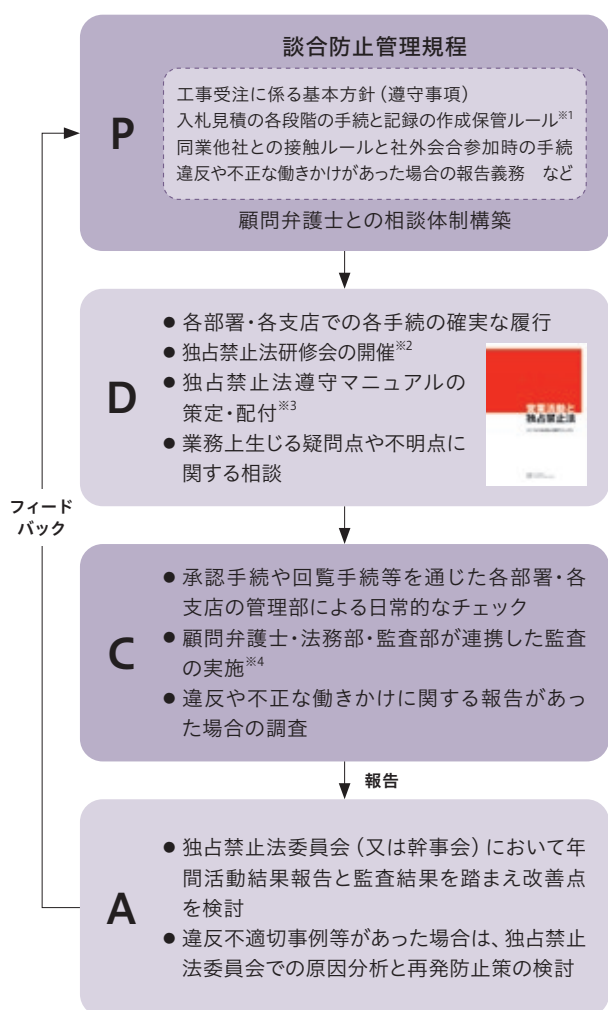 談合防止管理規程
P
工事受注に係る基本方針（遵守事項）
入札見積の各段階の手続と記録の作成保管ルール※1
同業他社との接触ルールと社外会合参加時の手続
違反や不正な働きかけがあった場合の報告義務　など
顧問弁護士との相談体制構築
D
● 各部署・各支店での各手続の確実な履行
● 独占禁止法研修会の開催※2
● 独占禁止法遵守マニュアルの
策定・配付※3
● 業務上生じる疑問点や不明点に
関する相談
営業活動と
独占禁止法
フィード
バック
C
● 承認手続や回覧手続等を通じた各部署・各
支店の管理部による日常的なチェック
● 顧問弁護士・法務部・監査部が連携した監査
の実施※4
● 違反や不正な働きかけに関する報告があっ
た場合の調査
報告
A
● 独占禁止法委員会（又は幹事会）において年
間活動結果報告と監査結果を踏まえ改善点
を検討
● 違反不適切事例等があった場合は、独占禁止
法委員会での原因分析と再発防止策の検討